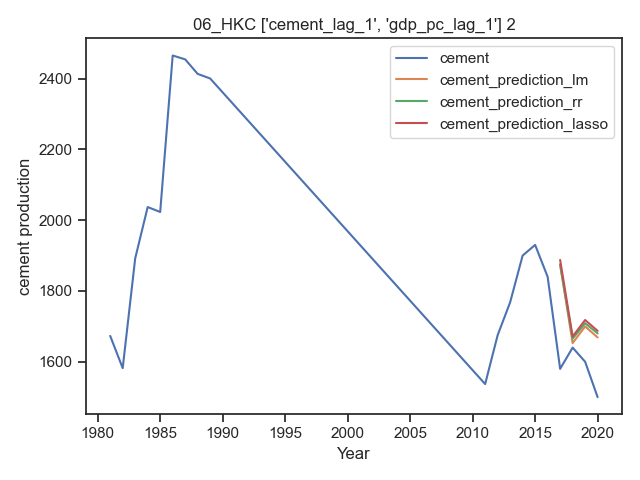 06_HKC ['cement_lag_1', 'gdp_pc_lag_1'] 2
cement
cement_prediction_lm
cement_prediction_rr
cement_prediction_lasso
cement production
2400
2200
2000
1800
1600
1980 1985 1990 1995 2000 2005 2010 2015 2020
Year